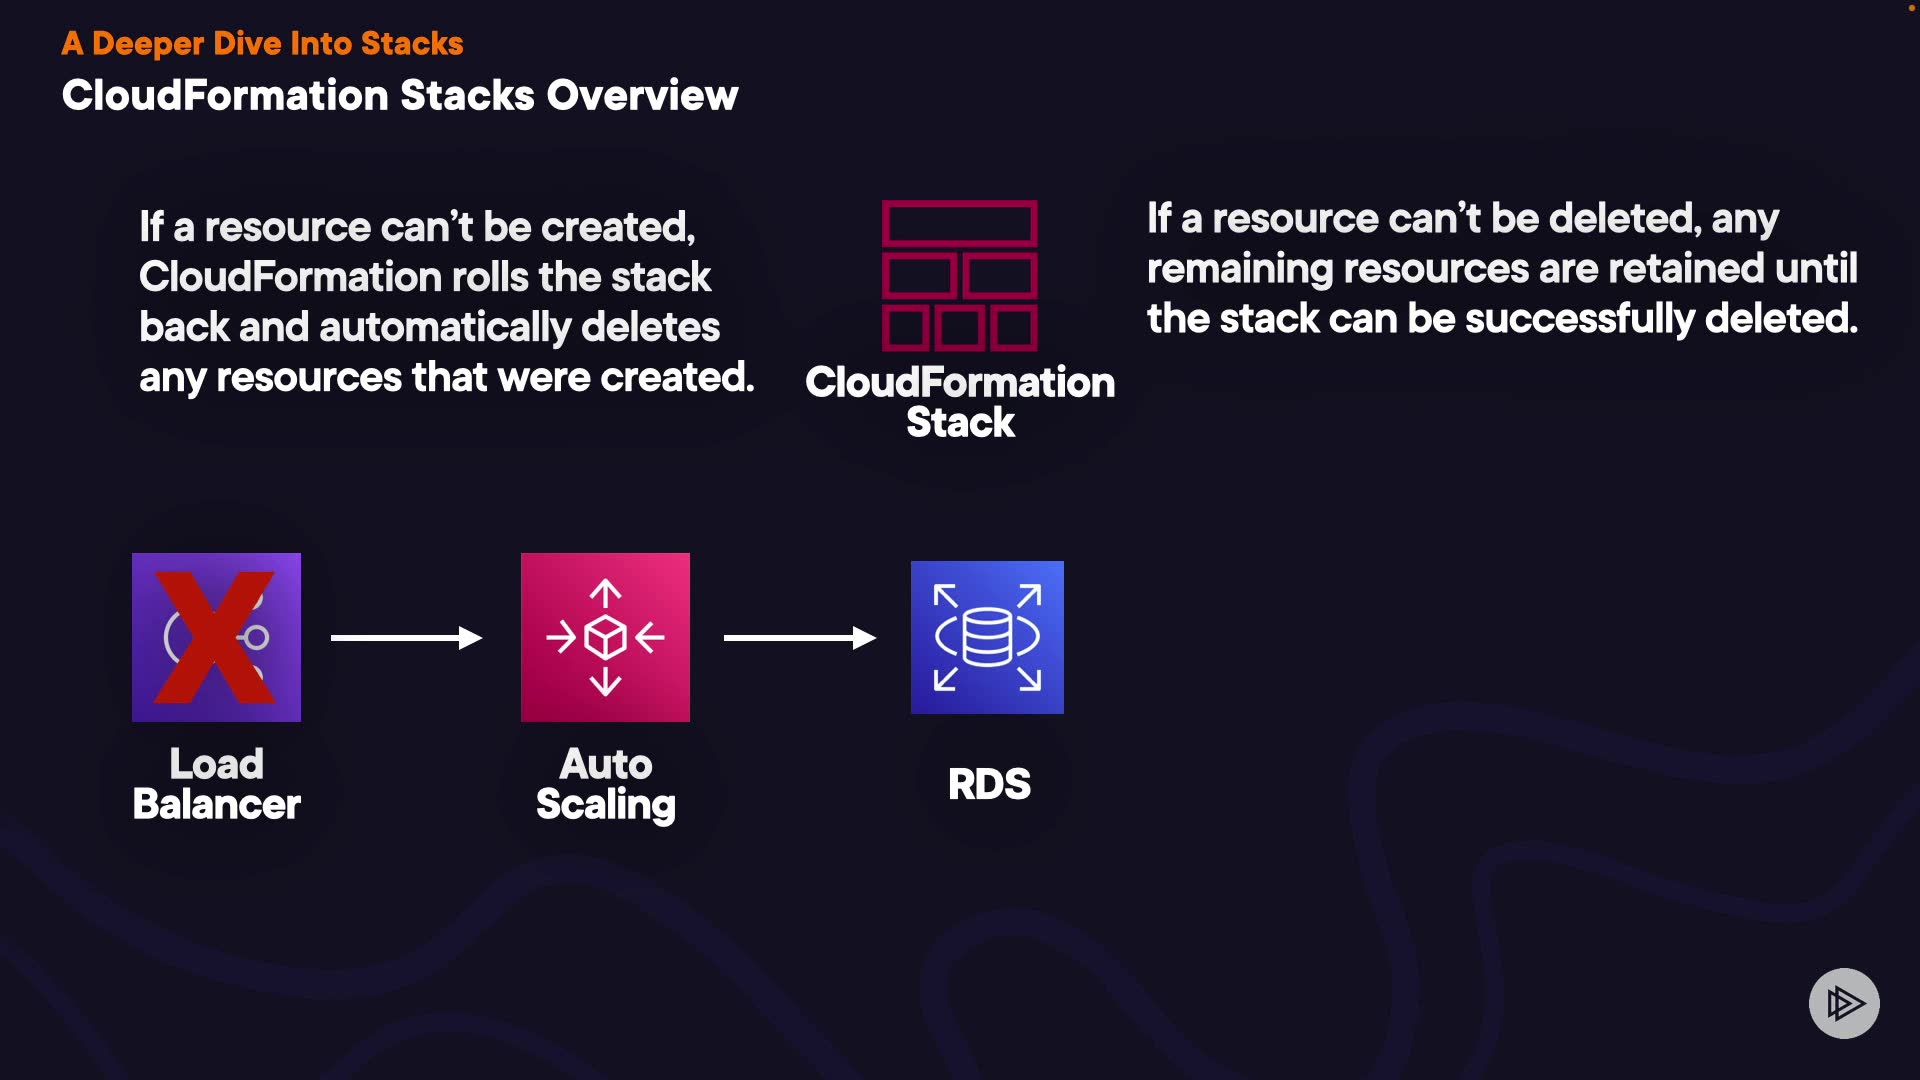 A Deeper Dive Into Stacks
CloudFormation Stacks Overview
If a resource can’t be created,
CloudFormation rolls the stack
back and automatically deletes
any resources that were created.
CloudFormation
Stack
If a resource can’t be deleted, any
remaining resources are retained until
the stack can be successfully deleted.
X
Load
Balancer
Auto
Scaling
RDS